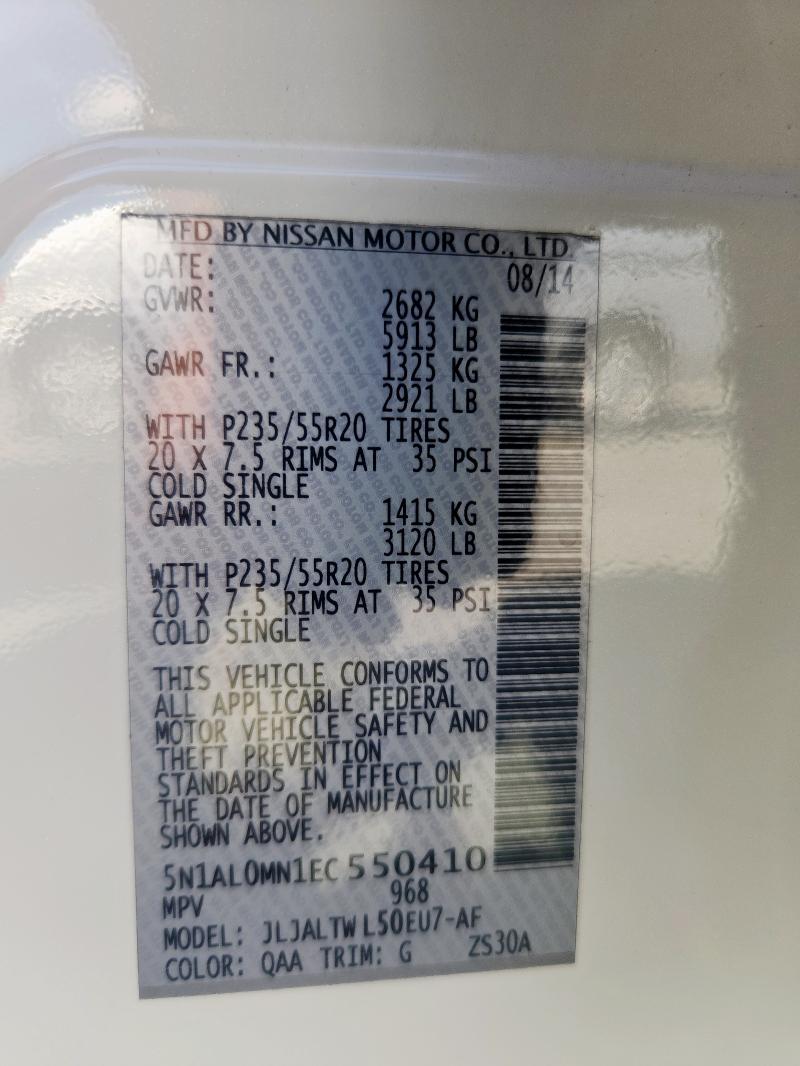 MFD BY NISSAN MOTOR CO., LTD.
DATE: 08/14
GVWR: 2682 KG
5913 LB
GAWR FR.: 1325 KG
2921 LB
WITH P235/55R20 TIRES
20 X 7.5 RIMS AT 35 PSI
COLD SINGLE
GAWR RR.: 1415 KG
3120 LB
WITH P235/55R20 TIRES
20 X 7.5 RIMS AT 35 PSI
COLD SINGLE
THIS VEHICLE CONFORMS TO
ALL APPLICABLE FEDERAL
MOTOR VEHICLE SAFETY AND
THEFT PREVENTION
STANDARDS IN EFFECT ON
THE DATE OF MANUFACTURE
SHOWN ABOVE.
5N1AL0MN1EC550410
MPV 968
MODEL: JLJALTWL50EU7-AF
COLOR: QAA TRIM: G ZS30A